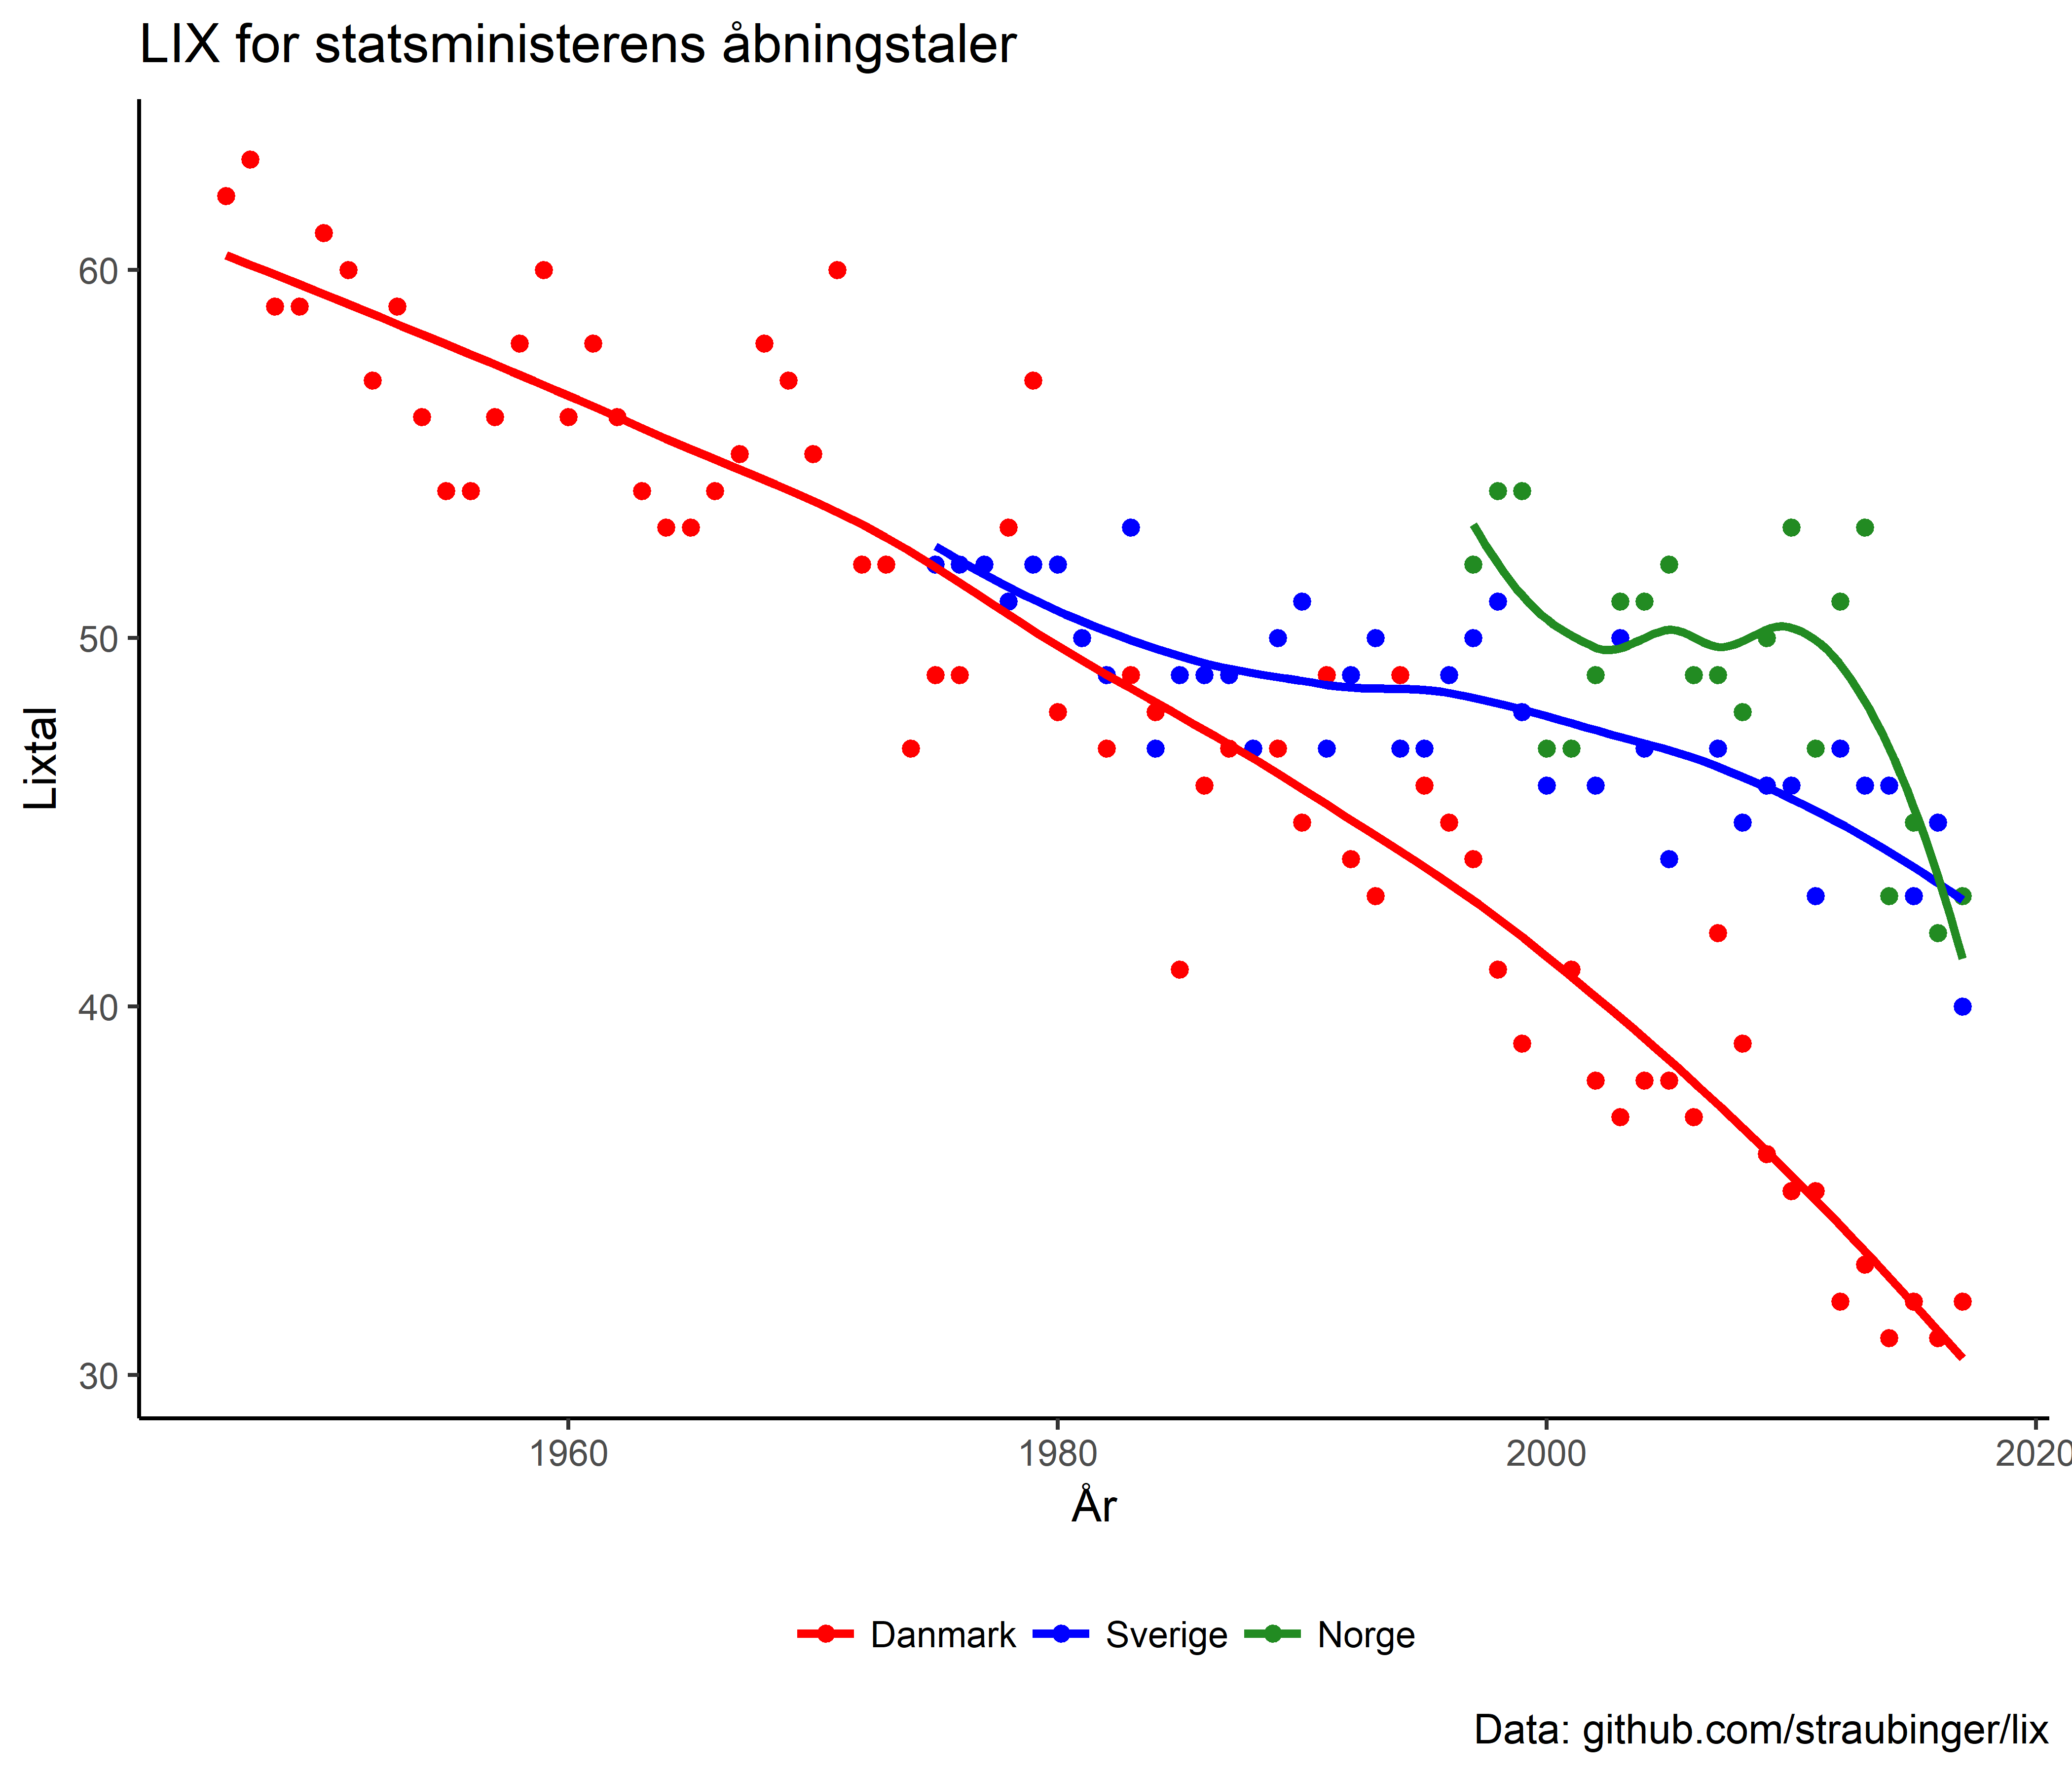 LIX for statsministerens åbningstaler
Lixtal
60
50
40
30
1960 1980 2000 2020
År
Danmark Sverige Norge
Data: github.com/straubinger/lix